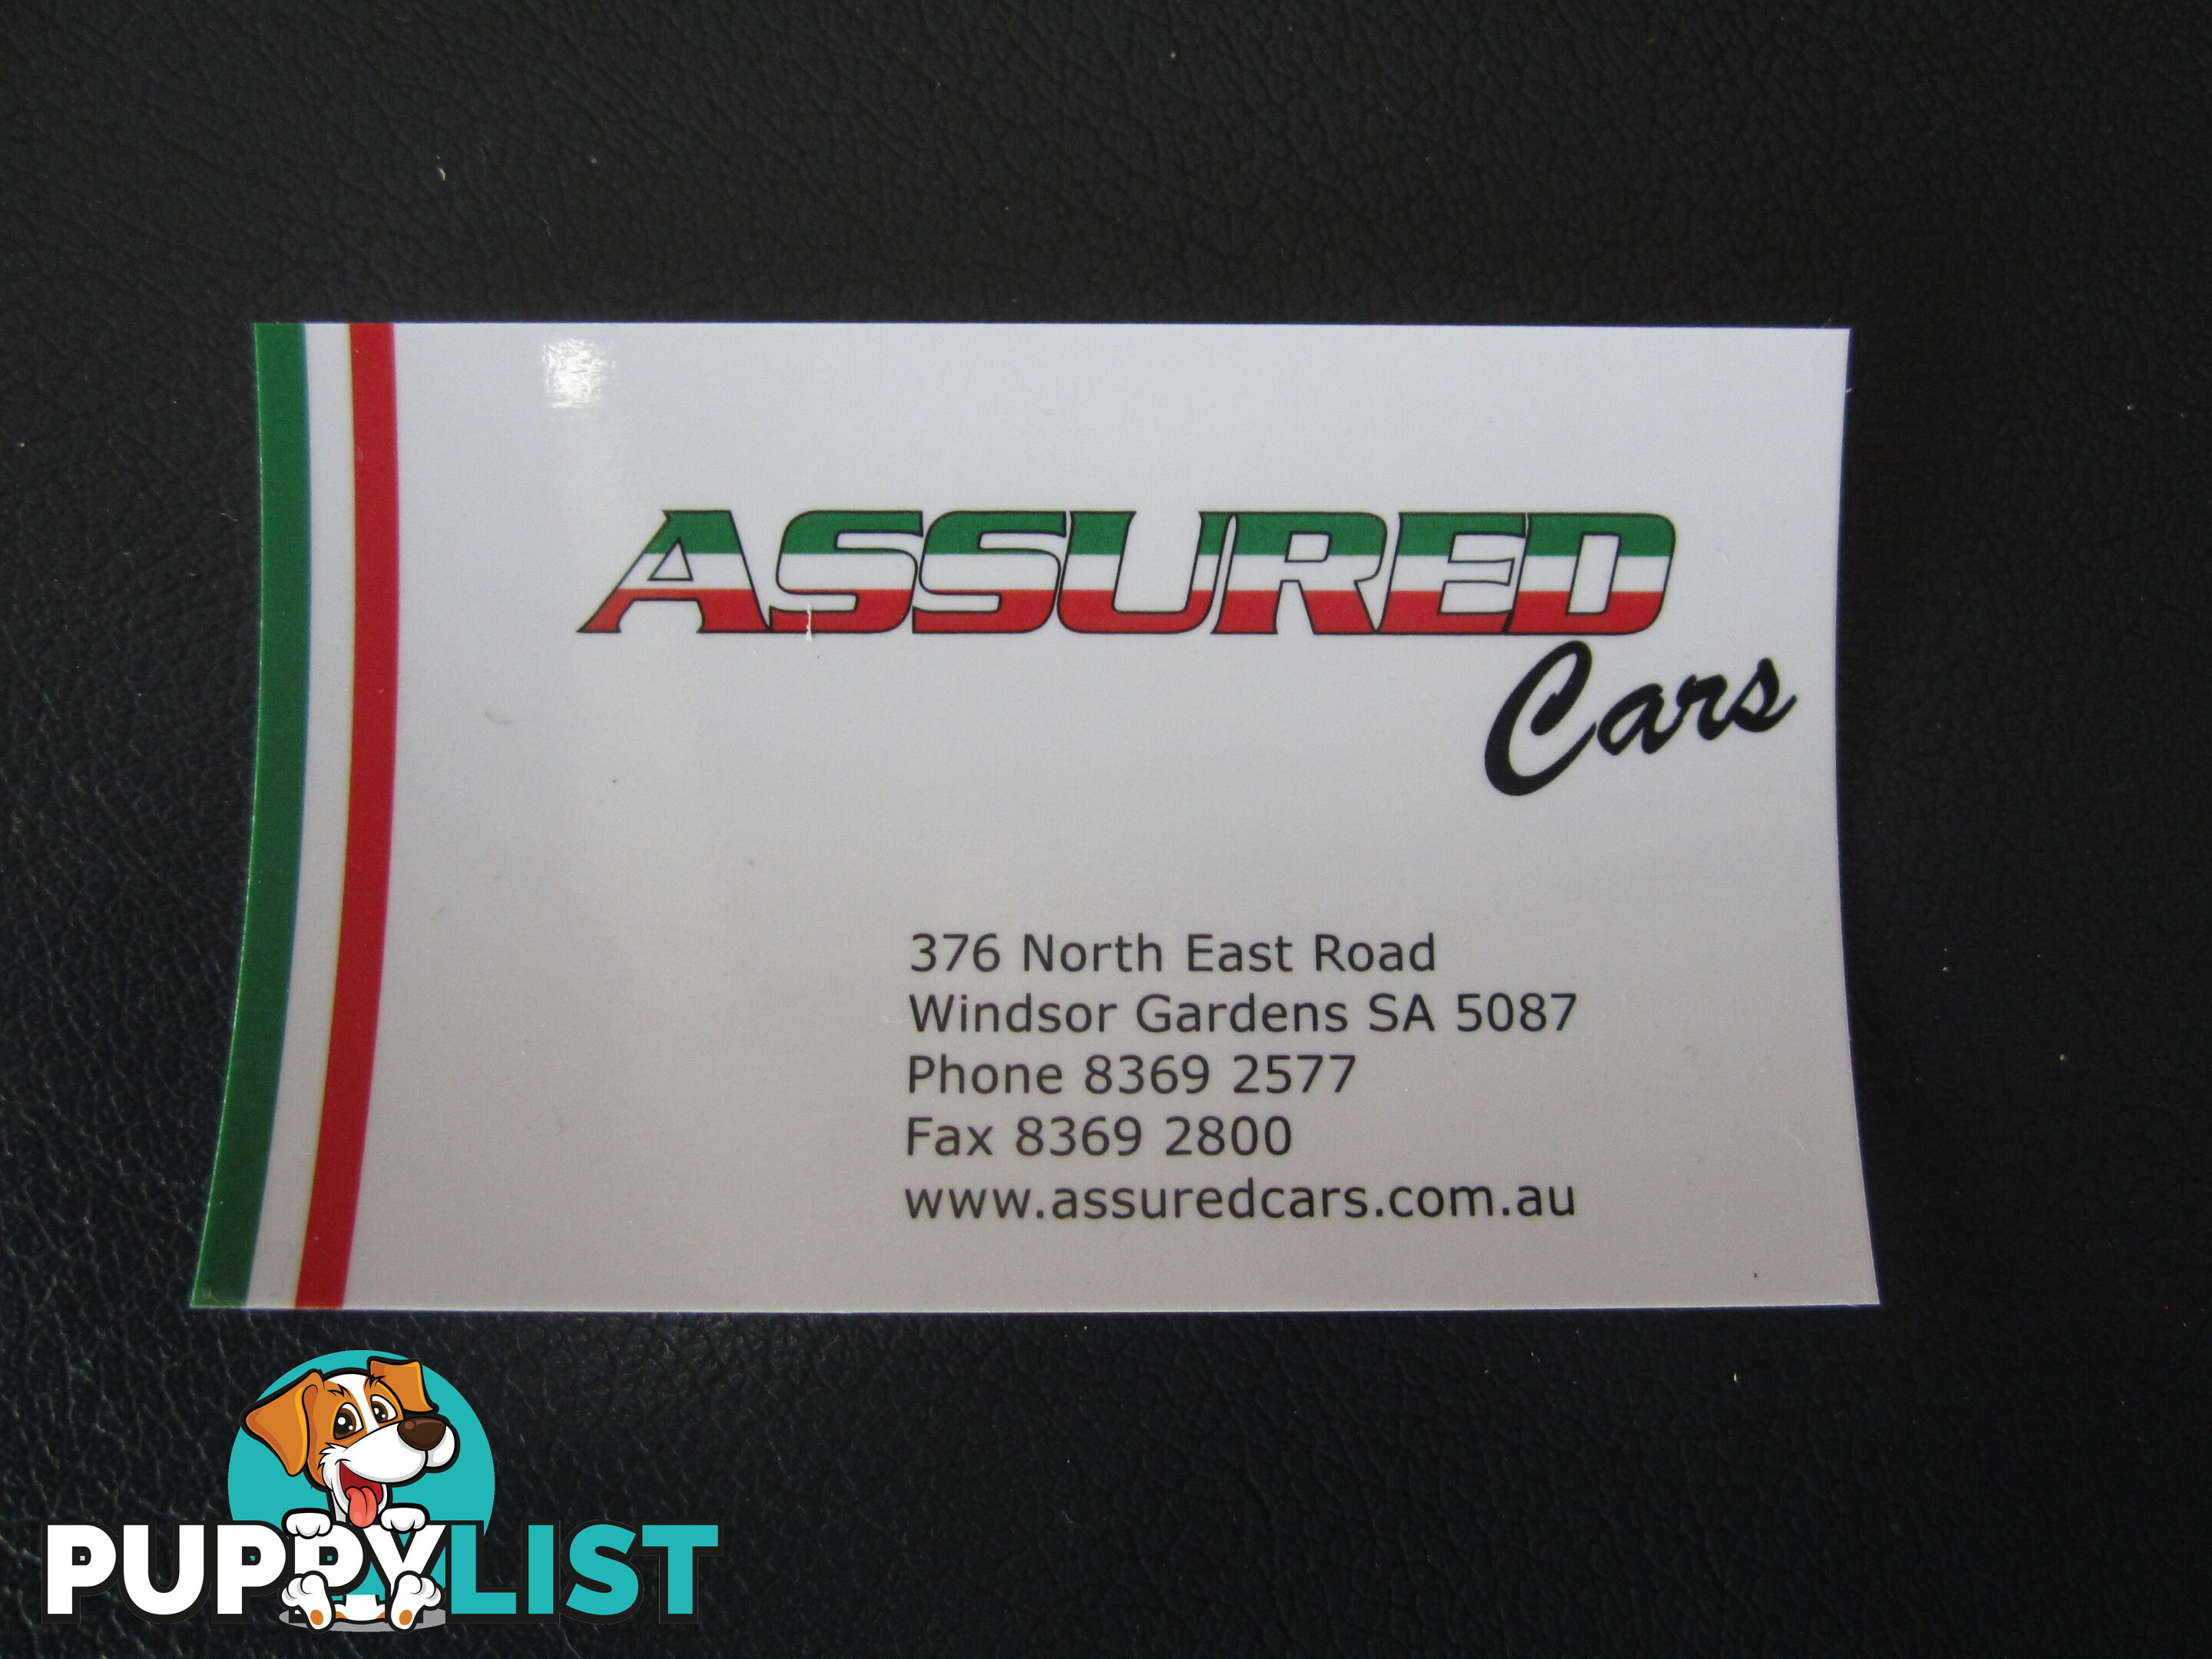 ASSURED
Cars
376 North East Road
Windsor Gardens SA 5087
Phone 8369 2577
Fax 8369 2800
www.assuredcars.com.au
PUPPYLIST